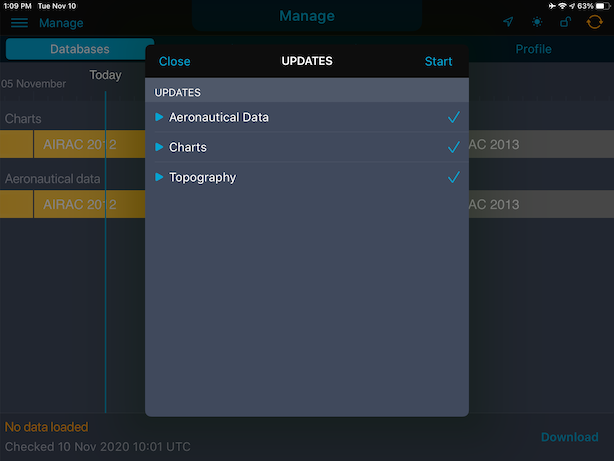 1:09 PM Tue Nov 10
63%
Manage
Manage
Databases
Profile
05 November
Today
Charts
AIRAC 2012
AC 2013
Aeronautical data
AIRAC 2012
AC 2013
Close
UPDATES
Start
UPDATES
Aeronautical Data
Charts
Topography
No data loaded
Checked 10 Nov 2020 10:01 UTC
Download